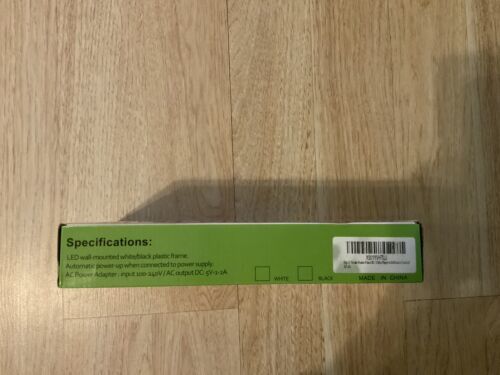 Specifications:
LED wall-mounted white/black plastic frame.
Automatic power-up when connected to power supply.
AC Power Adapter : input 100-240V / AC output DC 5V-1-2A
WHITE
BLACK
MADE IN CHINA